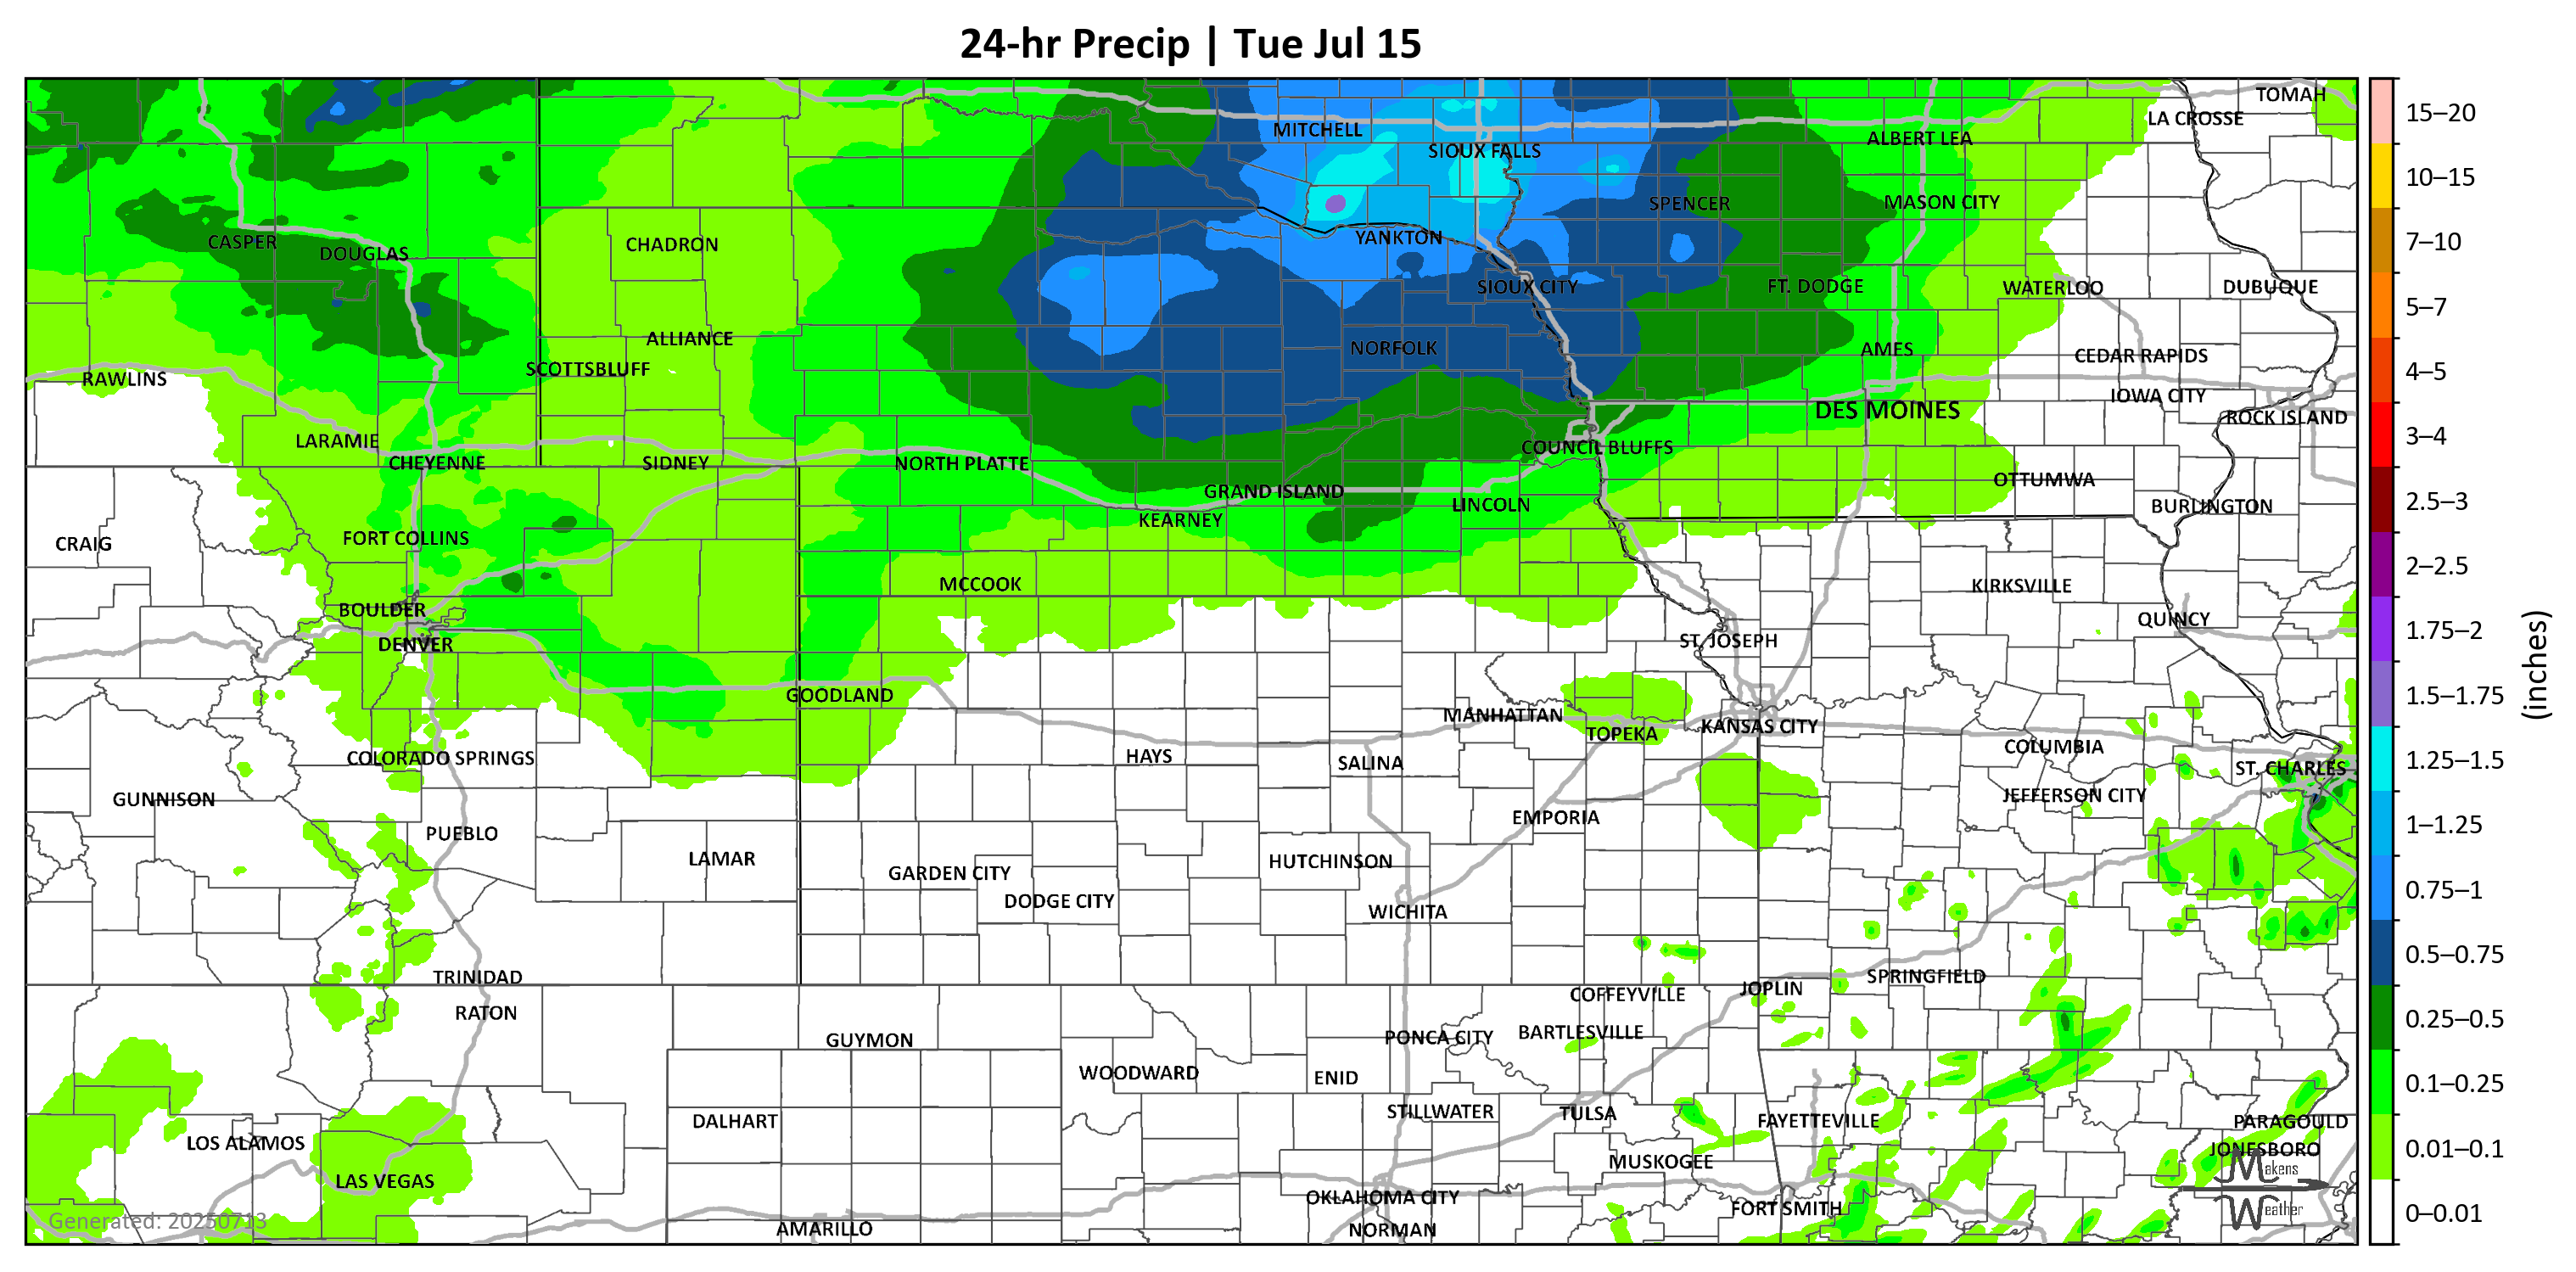 24-hr Precip | Tue Jul 15
TOMAH
LA CROSSE
MITCHELL
ALBERT LEA
SIOUX FALLS
SPENCER
MASON CITY
YANKTON
CASPER
DOUGLAS
CHADRON
SIOUX CITY
FT. DODGE
WATERLOO
DUBUQUE
ALLIANCE
NORFOLK
AMES
CEDAR RAPIDS
SCOTTSBLUFF
RAWLINS
IOWA CITY
DES MOINES
ROCK ISLAND
LARAMIE
COUNCIL BLUFFS
CHEYENNE
SIDNEY
NORTH PLATTE
OTTUMWA
GRAND ISLAND
LINCOLN
BURLINGTON
KEARNEY
FORT COLLINS
CRAIG
MCCOOK
KIRKSVILLE
BOULDER
QUINCY
DENVER
ST. JOSEPH
GOODLAND
MANHATTAN
KANSAS CITY
TOPEKA
COLUMBIA
COLORADO SPRINGS
HAYS
SALINA
ST. CHARLES
GUNNISON
JEFFERSON CITY
EMPORIA
PUEBLO
LAMAR
HUTCHINSON
GARDEN CITY
DODGE CITY
WICHITA
TRINIDAD
SPRINGFIELD
JOPLIN
COFFEYVILLE
RATON
BARTLESVILLE
PONCA CITY
GUYMON
WOODWARD
ENID
STILLWATER
TULSA
DALHART
FAYETTEVILLE
PARAGOULD
LOS ALAMOS
JONESBORO
MUSKOGEE
LAS VEGAS
OKLAHOMA CITY
FORT SMITH
AMARILLO
NORMAN
Generated: 20250713
Makens
Weather
15–20
10–15
7–10
5–7
4–5
3–4
2.5–3
2–2.5
1.75–2
1.5–1.75
1.25–1.5
1–1.25
0.75–1
0.5–0.75
0.25–0.5
0.1–0.25
0.01–0.1
0–0.01
(inches)